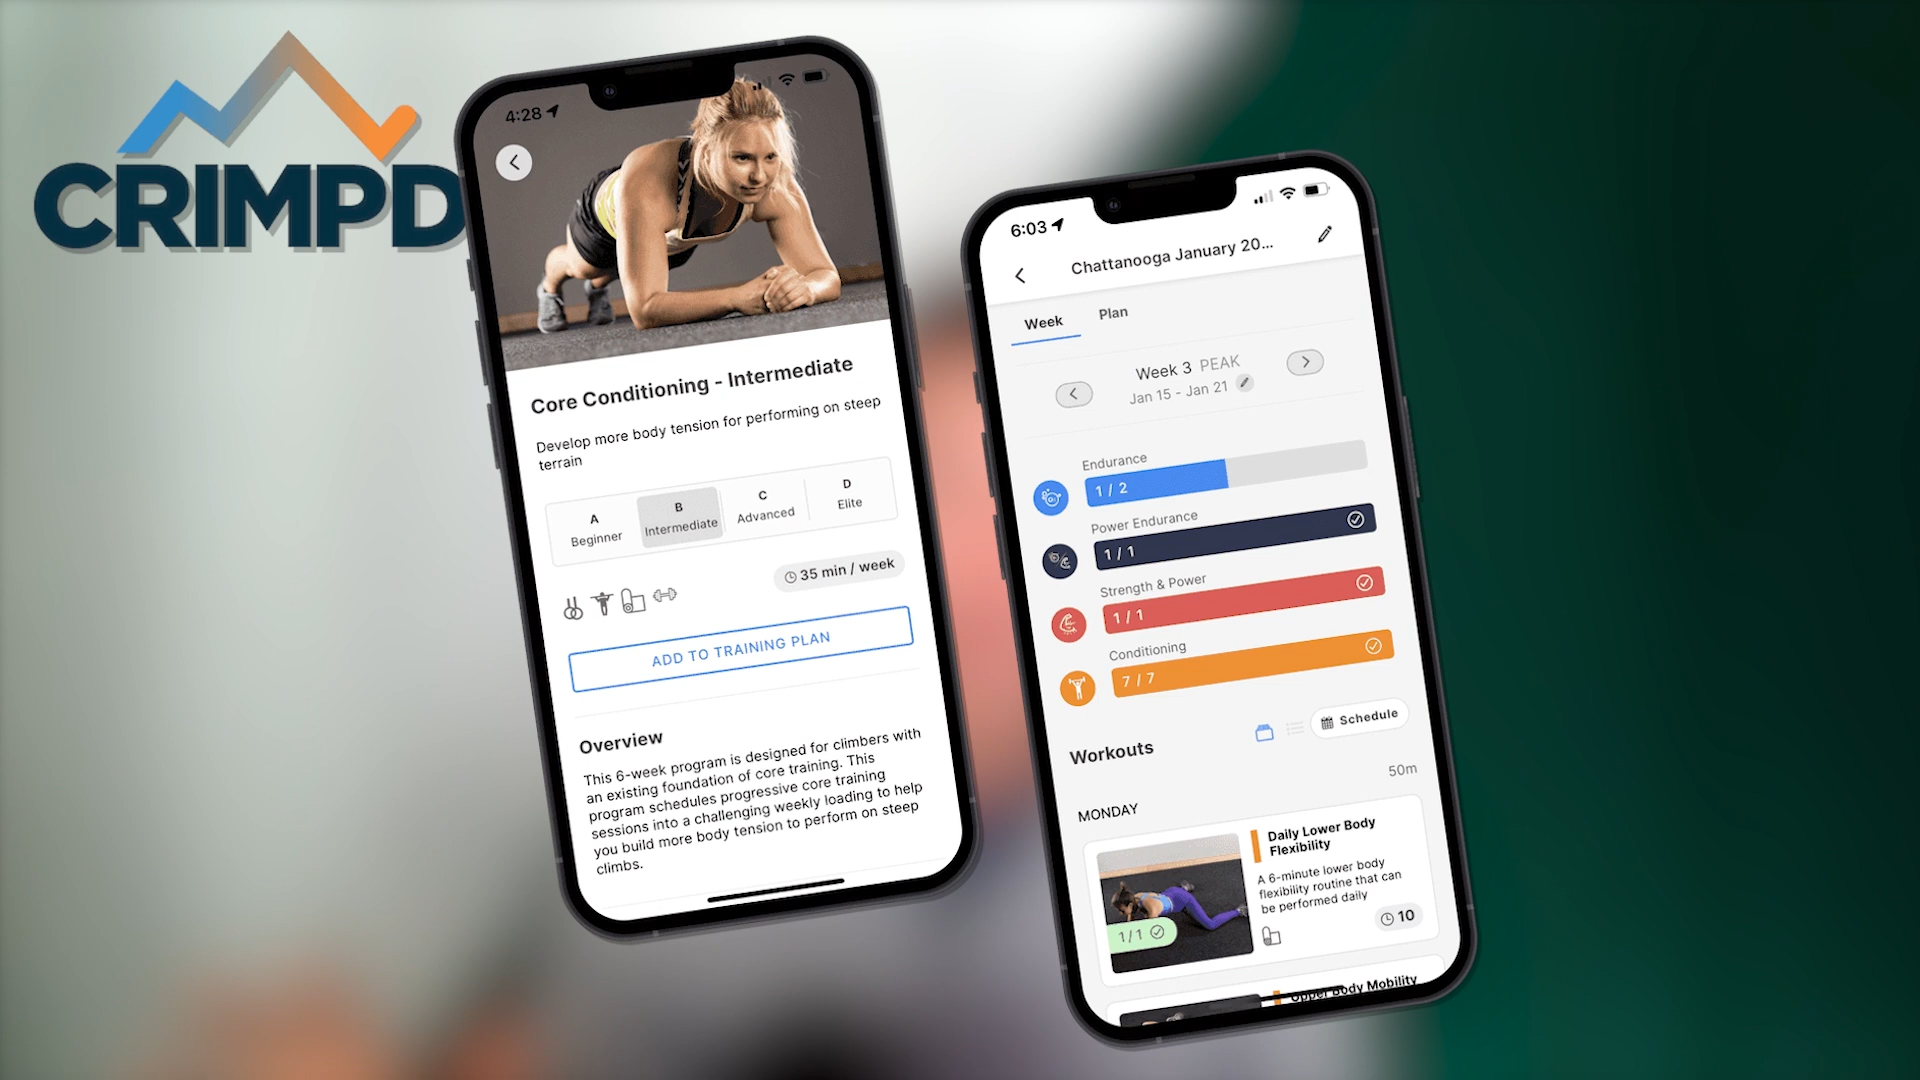 CRIMPD
4:28
Core Conditioning - Intermediate
Develop more body tension for performing on steep
terrain
A
Beginner
B
Intermediate
C
Advanced
D
Elite
35 min / week
ADD TO TRAINING PLAN
Overview
This 6-week program is designed for climbers with
an existing foundation of core training. This
program schedules progressive core training
sessions into a challenging weekly loading to help
you build more body tension to perform on steep
climbs.
6:03
Chattanooga January 20...
Week
Plan
Week 3 PEAK
Jan 15 - Jan 21
Endurance
1 / 2
Power Endurance
1 / 1
Strength & Power
1 / 1
Conditioning
7 / 7
Workouts
Schedule
50m
MONDAY
Daily Lower Body
Flexibility
A 6-minute lower body
flexibility routine that can
be performed daily
1/1
10
Upper Body Mobility